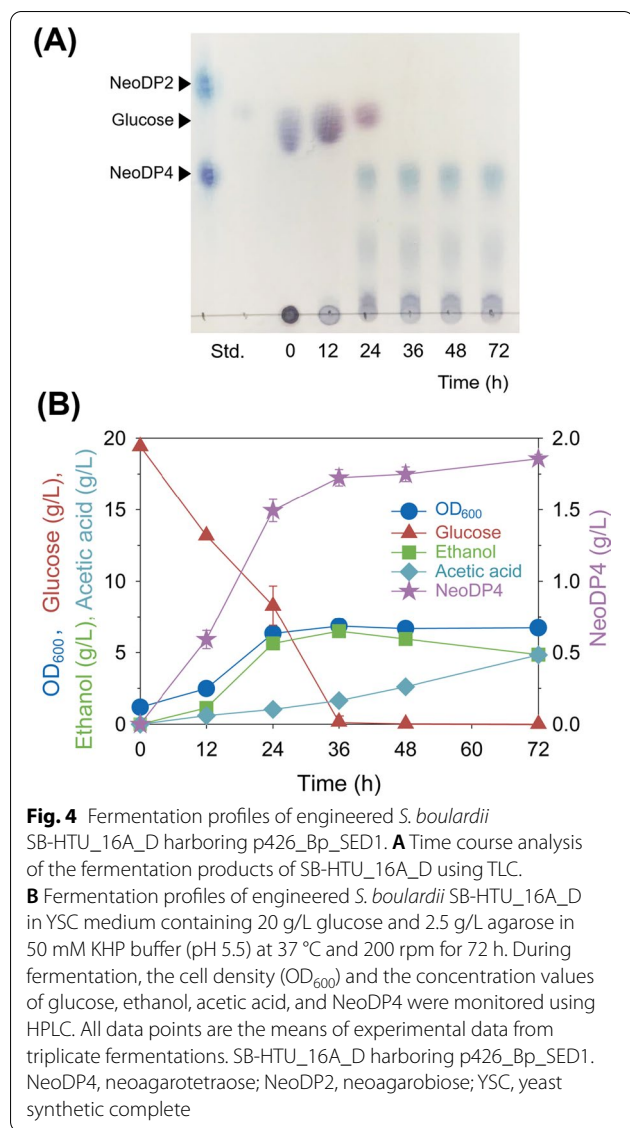 (A)
NeoDP2
Glucose
NeoDP4
Std. 0 12 24 36 48 72
Time (h)
(B)
OD600, Glucose (g/L),
Ethanol (g/L), Acetic acid (g/L)
20
15
10
5
0
OD600
Glucose
Ethanol
Acetic acid
NeoDP4
2.0
1.5
1.0
0.5
0.0
NeoDP4 (g/L)
0 12 24 36 48 60 72
Time (h)
Fig. 4 Fermentation profiles of engineered S. boulardii
SB-HTU_16A_D harboring p426_Bp_SED1. A Time course analysis
of the fermentation products of SB-HTU_16A_D using TLC.
B Fermentation profiles of engineered S. boulardii SB-HTU_16A_D
in YSC medium containing 20 g/L glucose and 2.5 g/L agarose in
50 mM KHP buffer (pH 5.5) at 37 °C and 200 rpm for 72 h. During
fermentation, the cell density (OD600) and the concentration values
of glucose, ethanol, acetic acid, and NeoDP4 were monitored using
HPLC. All data points are the means of experimental data from
triplicate fermentations. SB-HTU_16A_D harboring p426_Bp_SED1.
NeoDP4, neoagarotetraose; NeoDP2, neoagarobiose; YSC, yeast
synthetic complete